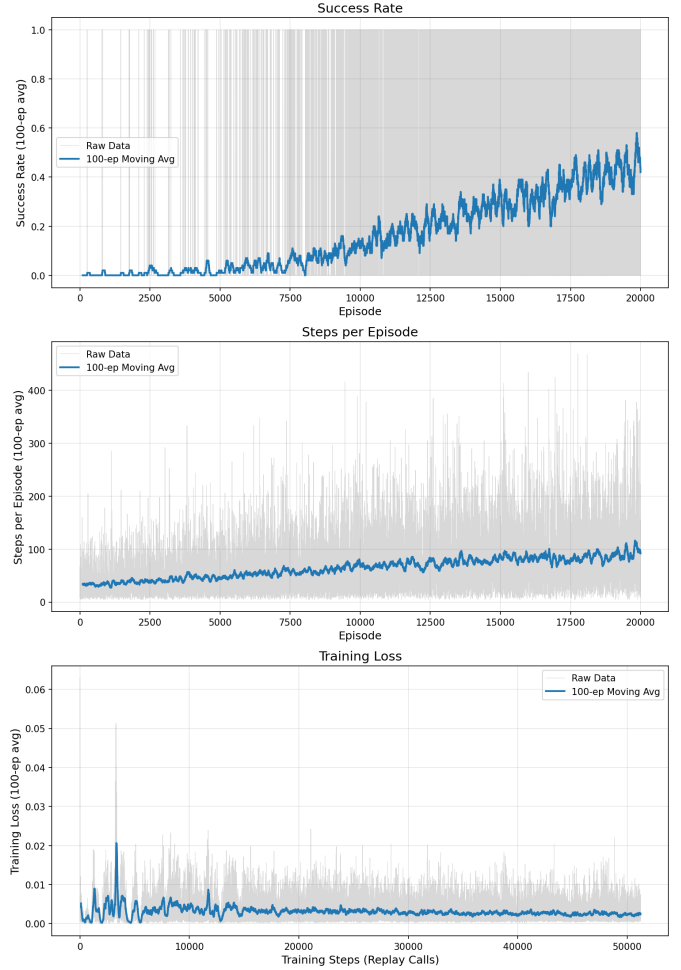 Success Rate
Success Rate (100-ep avg)
1.0
0.8
0.6
0.4
0.2
0.0
Raw Data
100-ep Moving Avg
0 2500 5000 7500 10000 12500 15000 17500 20000
Episode
Steps per Episode
Steps per Episode (100-ep avg)
400
300
200
100
0
Raw Data
100-ep Moving Avg
0 2500 5000 7500 10000 12500 15000 17500 20000
Episode
Training Loss
Training Loss (100-ep avg)
0.06
0.05
0.04
0.03
0.02
0.01
0.00
Raw Data
100-ep Moving Avg
0 10000 20000 30000 40000 50000
Training Steps (Replay Calls)